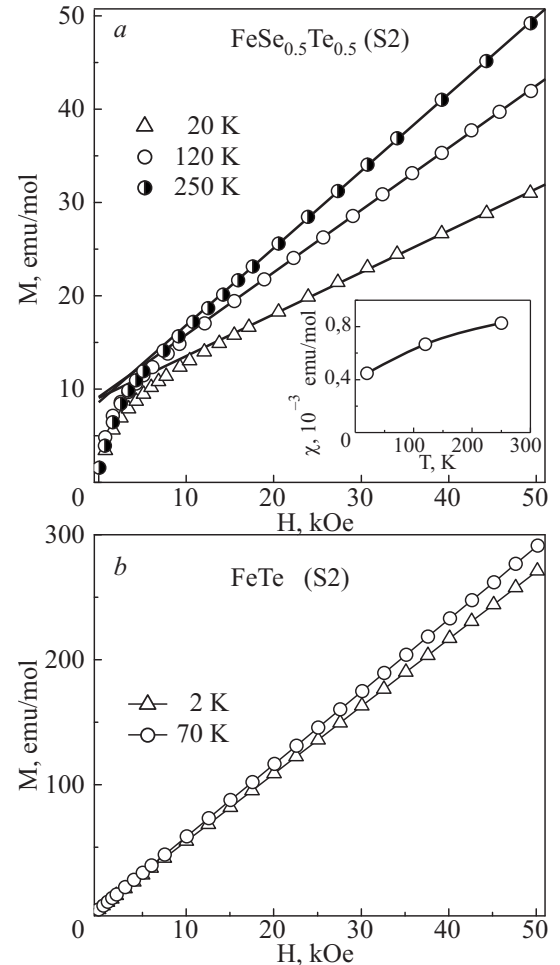 a FeSe0.5Te0.5 (S2)
50
40
30
20
10
0
M, emu/mol
20 K
120 K
250 K
0,8
0,4
0
χ, 10−3 emu/mol
100 200 300
T, K
10 20 30 40 50
H, kOe
b FeTe (S2)
300
200
100
0
M, emu/mol
2 K
70 K
10 20 30 40 50
H, kOe